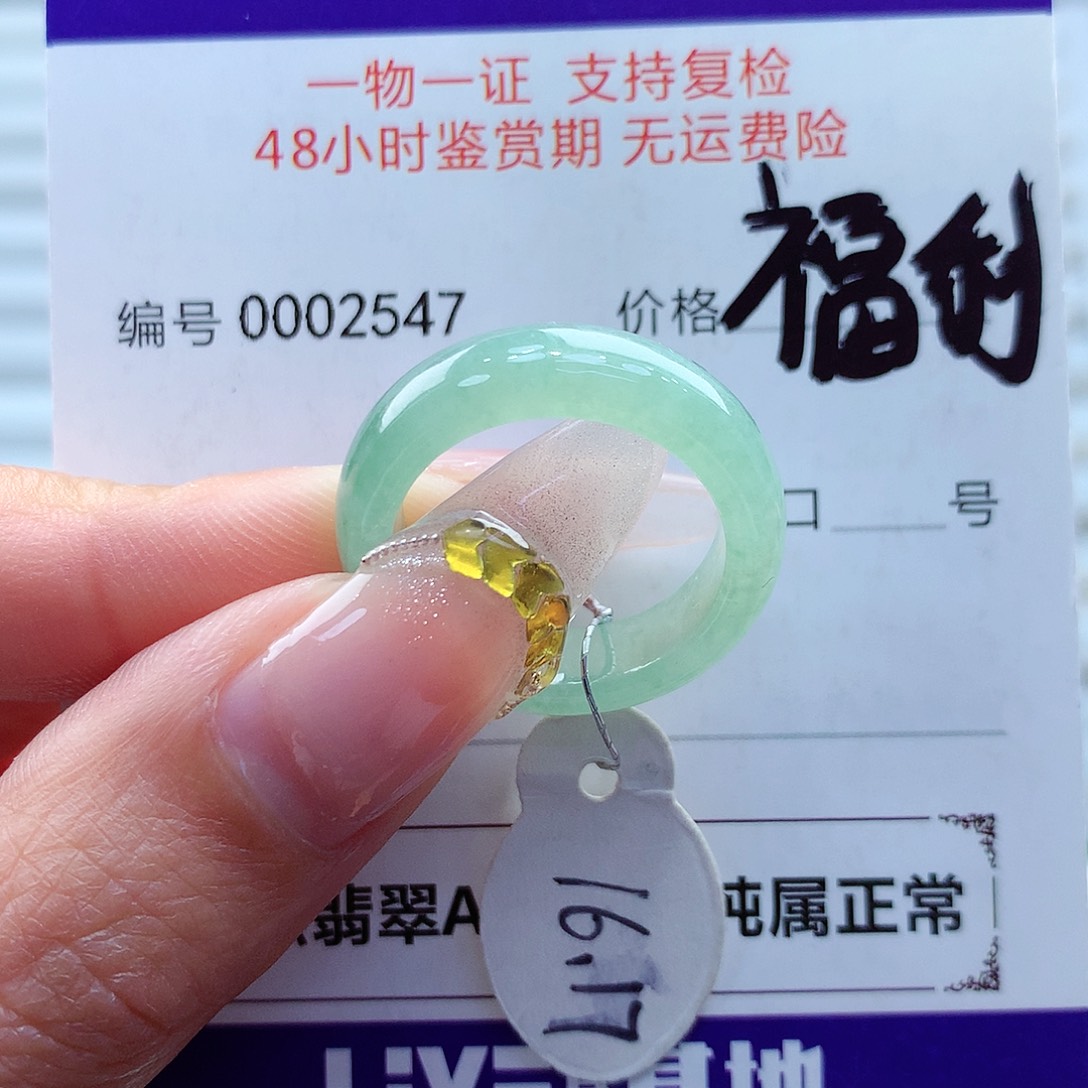 一物一证 支持复检
48小时鉴赏期 无运费险
编号 0002547 价格 福利
口 号
翡翠A 纯属正常
16.17